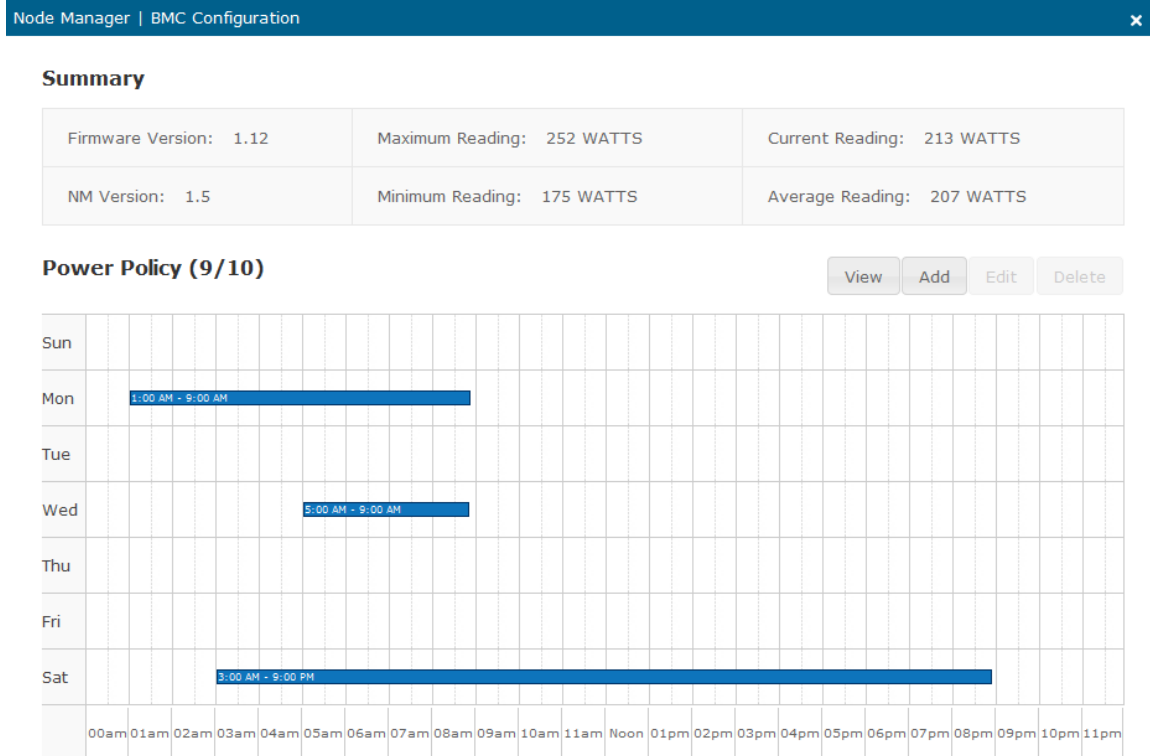 Node Manager | BMC Configuration ×
Summary
Firmware Version: 1.12 Maximum Reading: 252 WATTS Current Reading: 213 WATTS
NM Version: 1.5 Minimum Reading: 175 WATTS Average Reading: 207 WATTS
Power Policy (9/10) View Add Edit Delete
Sun
Mon 1:00 AM - 9:00 AM
Tue
Wed 5:00 AM - 9:00 AM
Thu
Fri
Sat 3:00 AM - 9:00 PM
00am 01am 02am 03am 04am 05am 06am 07am 08am 09am 10am 11am Noon 01pm 02pm 03pm 04pm 05pm 06pm 07pm 08pm 09pm 10pm 11pm